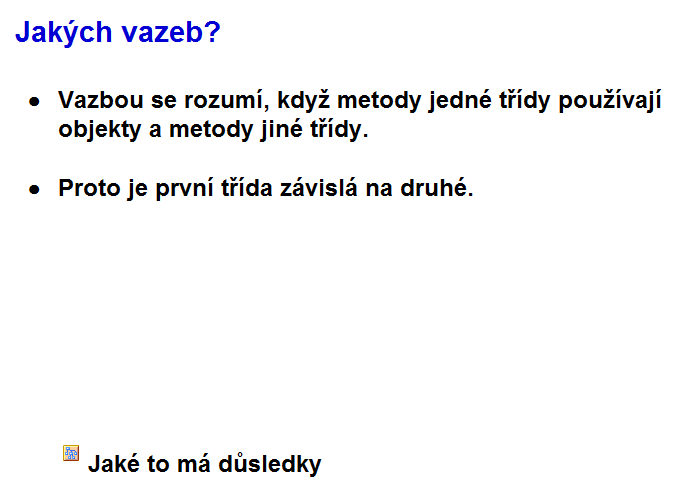 Jakých vazeb?
● Vazbou se rozumí, když metody jedné třídy používají
objekty a metody jiné třídy.
● Proto je první třída závislá na druhé.
Jaké to má důsledky